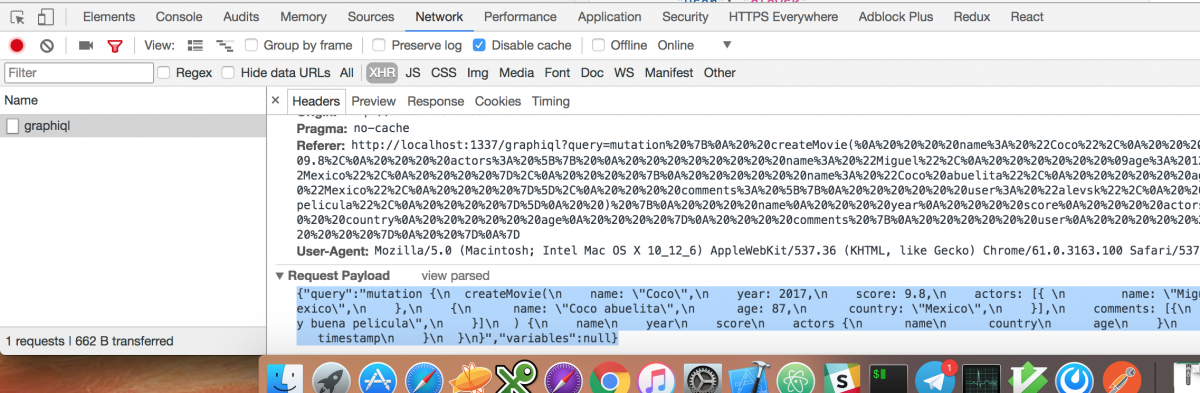 Elements Console Audits Memory Sources Network Performance Application Security HTTPS Everywhere Adblock Plus Redux React
View: Group by frame Preserve log Disable cache Offline Online
Filter Regex Hide data URLs All XHR JS CSS Img Media Font Doc WS Manifest Other
Name
× Headers Preview Response Cookies Timing
graphiql
Pragma: no-cache
Referer: http://localhost:1337/graphiql?query=mutation%20%7B%0A%20%20createMovie(%0A%20%20%20%20name%3A%20%22Coco%22%2C%0A%20%20%20
09.8%2C%0A%20%20%20%20actors%3A%20%5B%7B%20%0A%20%20%20%20%20%20%20%20name%3A%20%22Miguel%22%2C%0A%20%20%20%20%20%09age%3A%2012
2Mexico%22%2C%0A%20%20%20%20%7D%2C%0A%20%20%20%20%7B%0A%20%20%20%20%20%20name%3A%20%22Coco%20abuelita%22%2C%0A%20%20%20%20%20%20a
0%22Mexico%22%2C%0A%20%20%20%20%7D%5D%2C%0A%20%20%20%20comments%3A%20%5B%7B%0A%20%20%20%20%20%20user%3A%20%22alevsk%22%2C%0A%20%20
pelicula%22%2C%0A%20%20%20%20%7D%5D%0A%20%20)%20%7B%0A%20%20%20%20name%0A%20%20%20%20year%0A%20%20%20%20score%0A%20%20%20%20actor
0%20%20country%0A%20%20%20%20%20%20age%0A%20%20%20%20%7D%0A%20%20%20%20comments%20%7B%0A%20%20%20%20%20%20user%0A%20%20%20%20%20
20%20%20%20%7D%0A%20%20%7D%0A%7D
User-Agent: Mozilla/5.0 (Macintosh; Intel Mac OS X 10_12_6) AppleWebKit/537.36 (KHTML, like Gecko) Chrome/61.0.3163.100 Safari/537
Request Payload view parsed
{"query":"mutation {\n createMovie(\n name: \"Coco\",\n year: 2017,\n score: 9.8,\n actors: [{ \n name: \"Mig
exico\",\n },\n {\n name: \"Coco abuelita\",\n age: 87,\n country: \"Mexico\",\n }],\n comments: [{\n
y buena pelicula\",\n }]\n ) {\n name\n year\n score\n actors {\n name\n country\n age\n }\n
timestamp\n }\n }\n}","variables":null}
1 requests | 662 B transferred
S
$
1